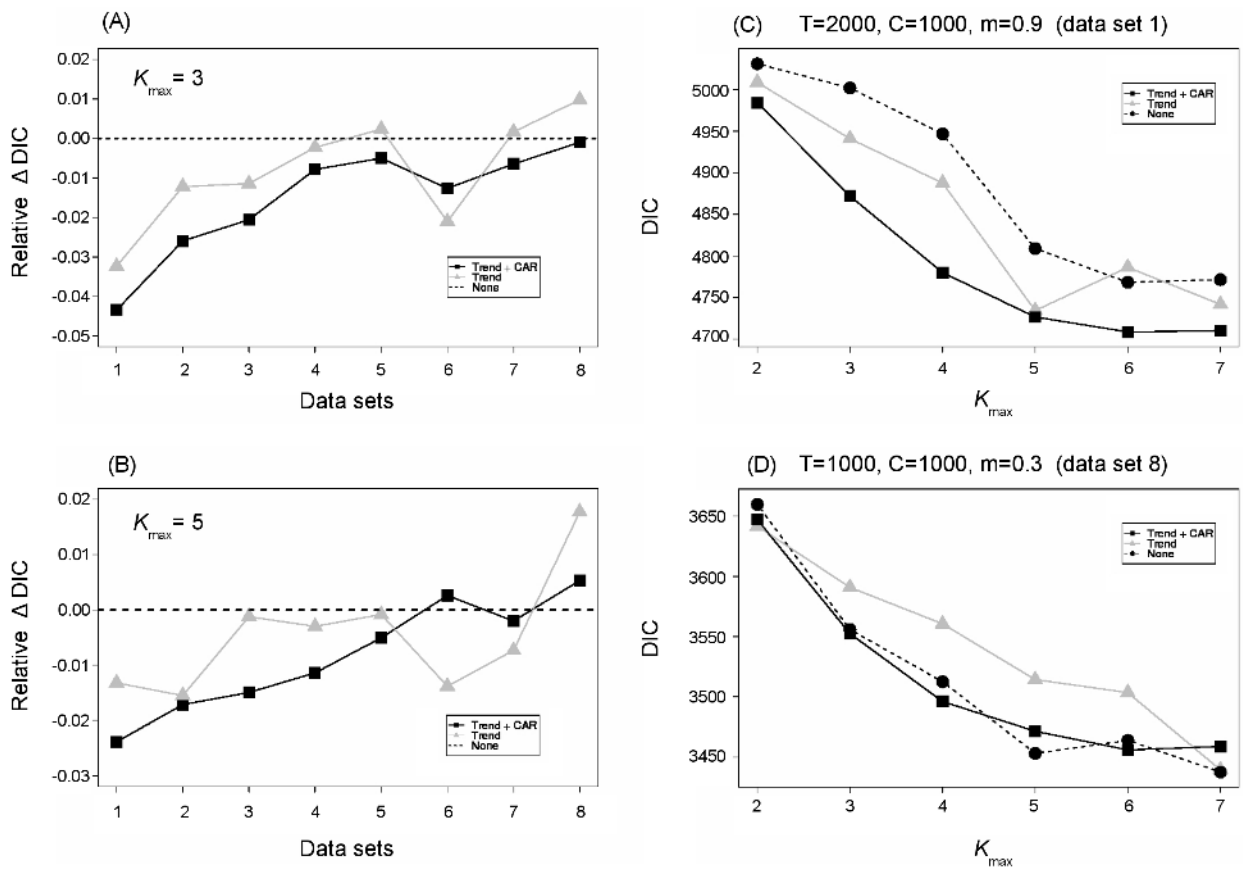 (A)
0.02
0.01
0.00
-0.01
-0.02
-0.03
-0.04
-0.05
Relative Δ DIC
Kmax = 3
Trend + CAR
Trend
None
1 2 3 4 5 6 7 8
Data sets
(C) T=2000, C=1000, m=0.9 (data set 1)
5000
4950
4900
4850
4800
4750
4700
DIC
Trend + CAR
Trend
None
2 3 4 5 6 7
Kmax
(B)
0.02
0.01
0.00
-0.01
-0.02
-0.03
Relative Δ DIC
Kmax = 5
Trend + CAR
Trend
None
1 2 3 4 5 6 7 8
Data sets
(D) T=1000, C=1000, m=0.3 (data set 8)
3650
3600
3550
3500
3450
DIC
Trend + CAR
Trend
None
2 3 4 5 6 7
Kmax